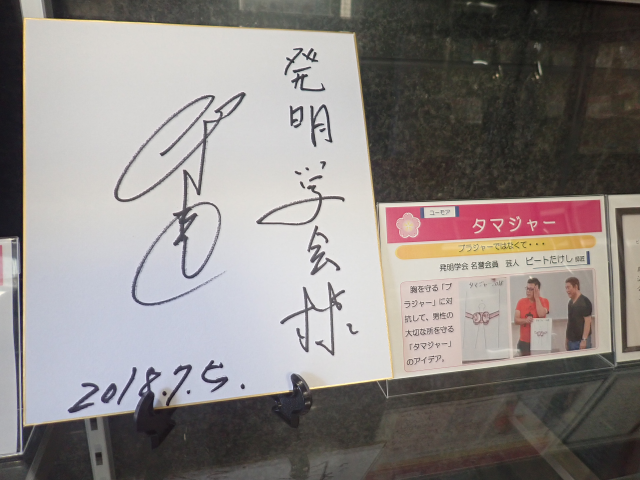 発明学会様
2018.7.5.
ユーモア
タマジャー
ブラジャーではなくて・・・
発明学会 名誉会員 芸人 ビートたけし
胸を守る「ブ
ラジャー」に対
抗して、男性の
大切な所を守る
「タマジャー」
のアイデア。